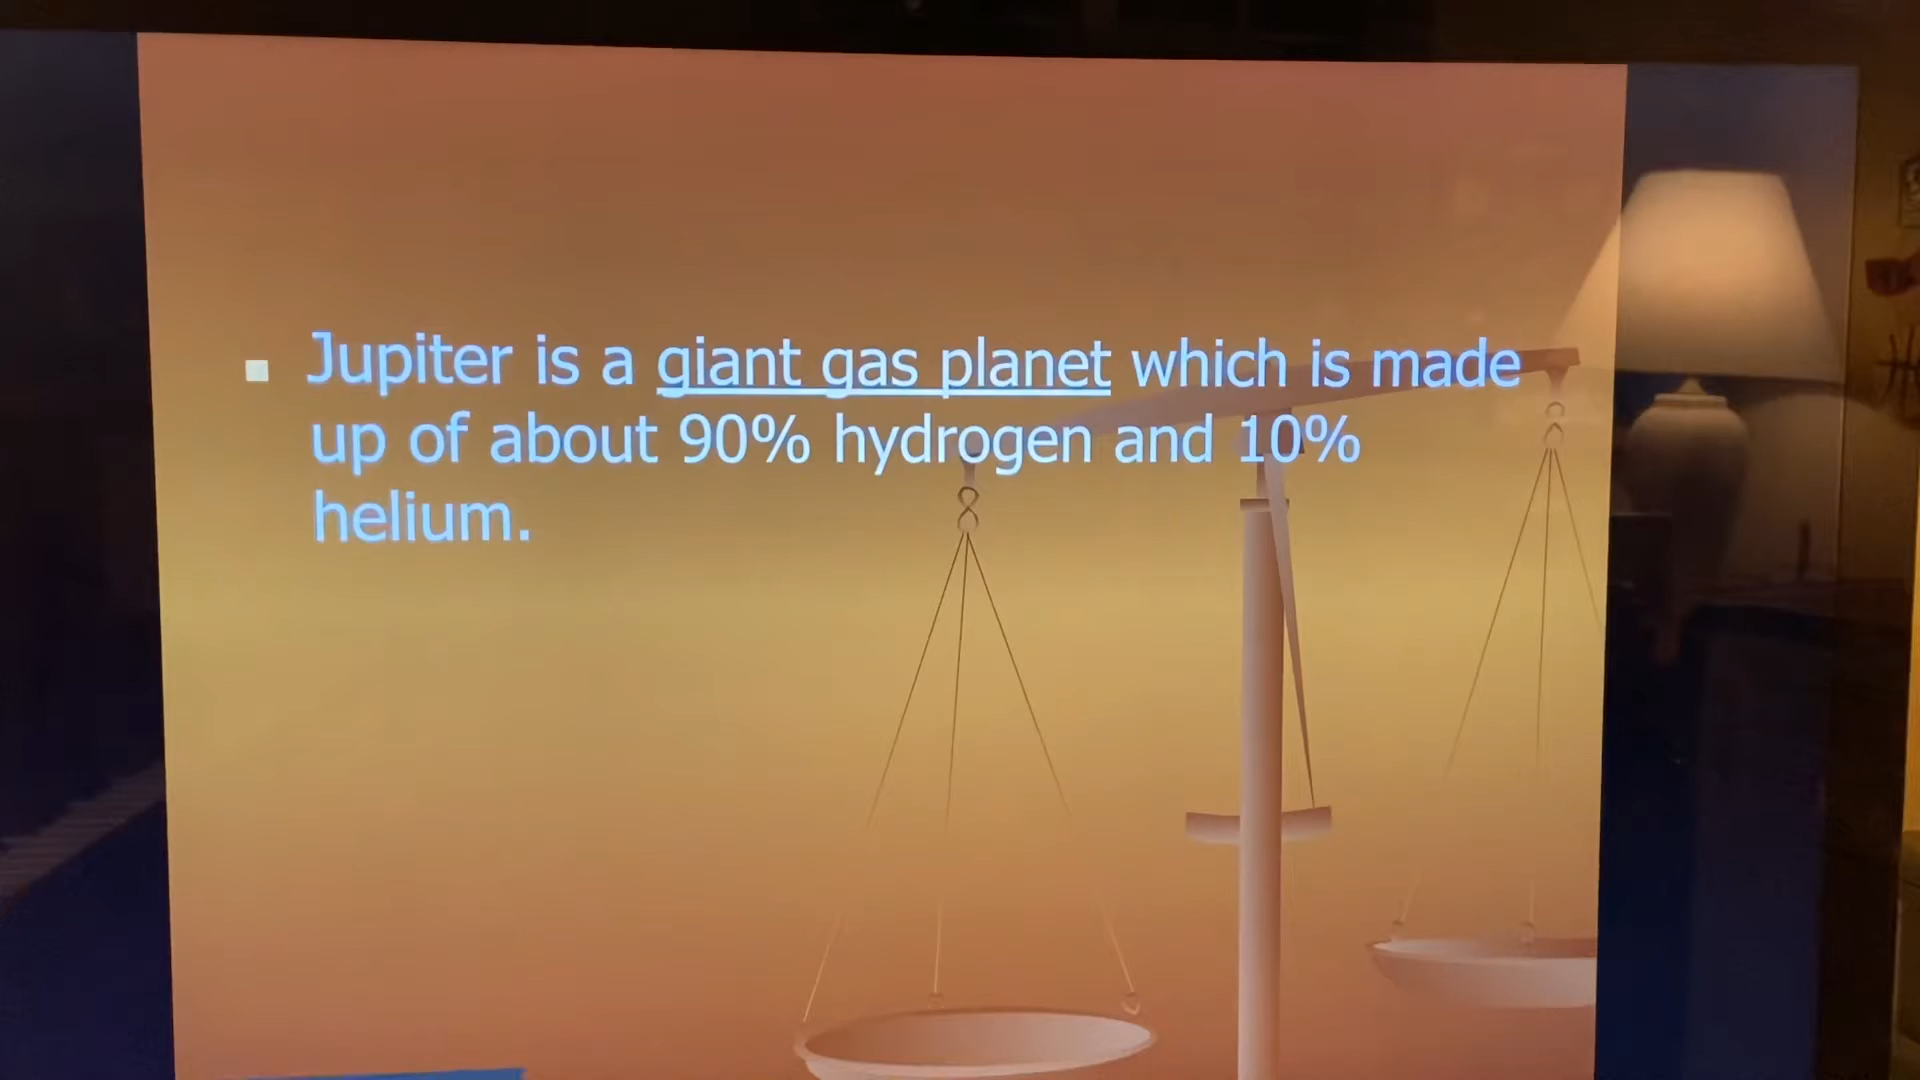 Jupiter is a giant gas planet which is made
up of about 90% hydrogen and 10%
helium.